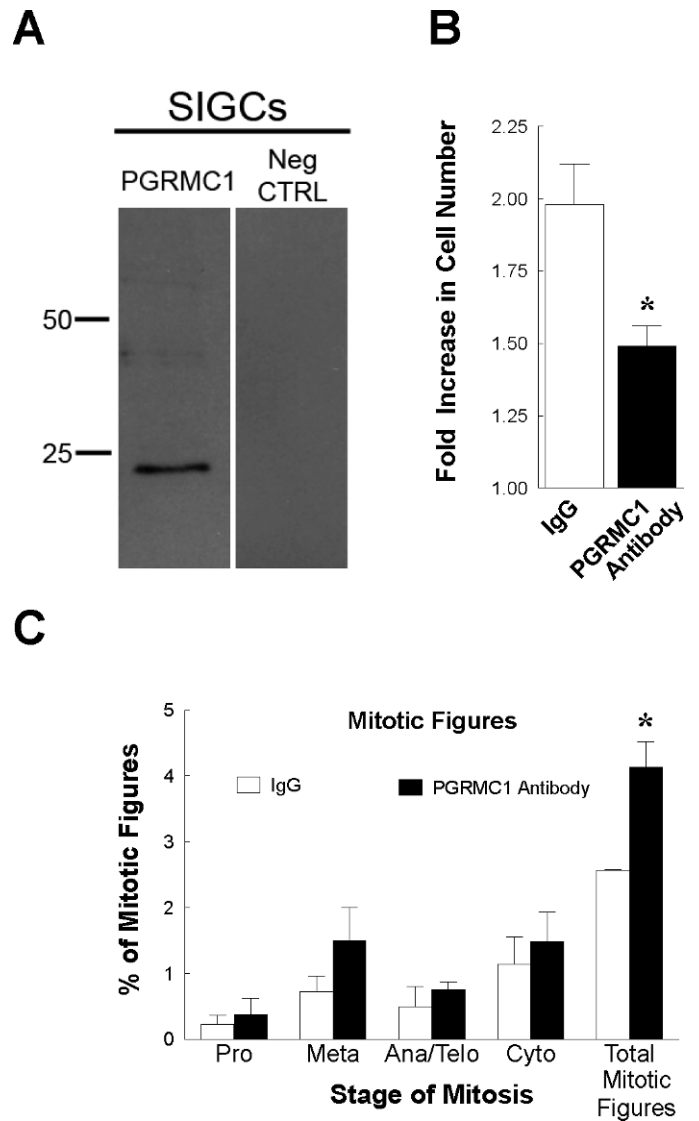 A
SIGCs
PGRMC1
Neg
CTRL
50
25
B
Fold Increase in Cell Number
2.25
2.00
1.75
1.50
1.25
1.00
*
IgG
PGRMC1
Antibody
C
% of Mitotic Figures
5
4
3
2
1
0
Mitotic Figures
IgG
PGRMC1 Antibody
*
Pro
Meta
Ana/Telo
Cyto
Total
Mitotic
Figures
Stage of Mitosis